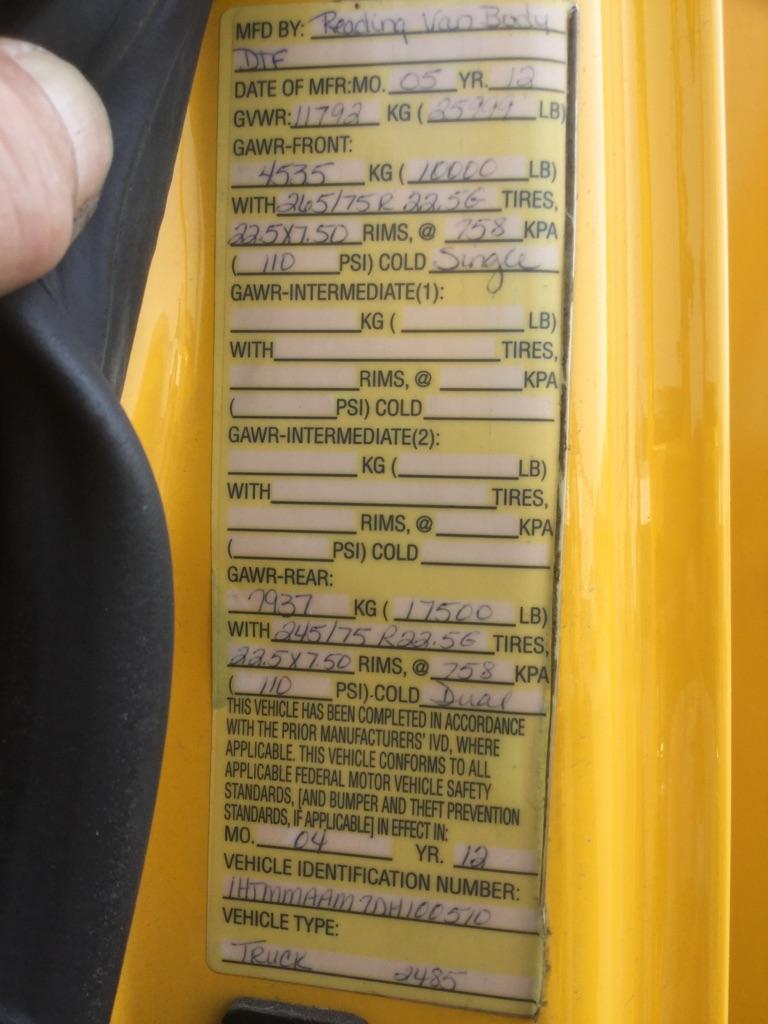 MFD BY: Reading Van Body
DTF
DATE OF MFR:MO. 05 YR. 12
GVWR: 11792 KG ( 25999 LB)
GAWR-FRONT:
4535 KG ( 10000 LB)
WITH 265/75 R 22.5G TIRES,
22.5X7.50 RIMS, @ 758 KPA
( 110 PSI) COLD Single
GAWR-INTERMEDIATE(1):
KG ( LB)
WITH TIRES,
RIMS, @ KPA
( PSI) COLD
GAWR-INTERMEDIATE(2):
KG ( LB)
WITH TIRES,
RIMS, @ KPA
( PSI) COLD
GAWR-REAR:
7937 KG ( 17500 LB)
WITH 245/75 R22.5G TIRES,
22.5X7.50 RIMS, @ 758 KPA
( 110 PSI) COLD Dual
THIS VEHICLE HAS BEEN COMPLETED IN ACCORDANCE
WITH THE PRIOR MANUFACTURERS' IVD, WHERE
APPLICABLE. THIS VEHICLE CONFORMS TO ALL
APPLICABLE FEDERAL MOTOR VEHICLE SAFETY
STANDARDS, [AND BUMPER AND THEFT PREVENTION
STANDARDS, IF APPLICABLE] IN EFFECT IN:
MO. 04 YR. 12
VEHICLE IDENTIFICATION NUMBER:
1HTMMAAM7DH100510
VEHICLE TYPE:
TRUCK 2485